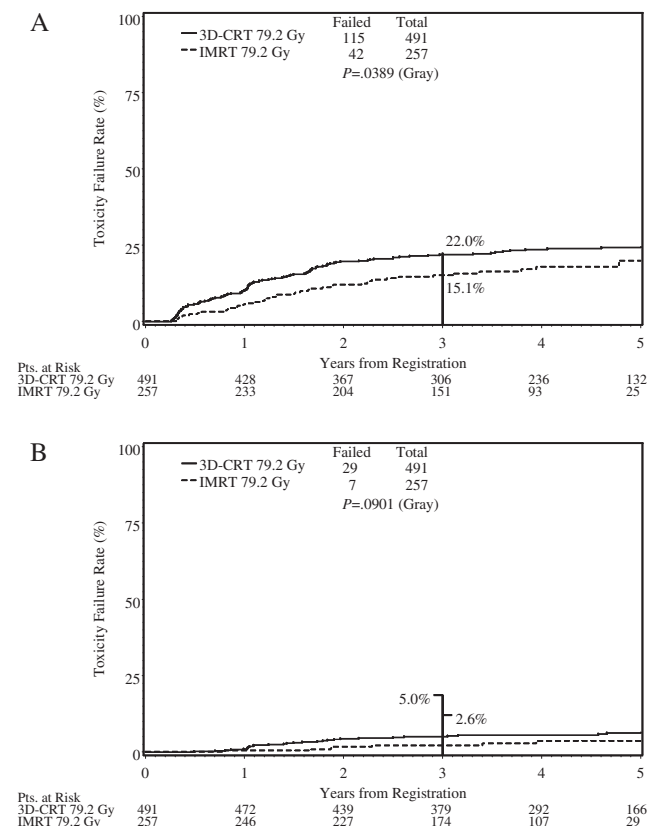 A
Failed Total
3D-CRT 79.2 Gy 115 491
IMRT 79.2 Gy 42 257
P=.0389 (Gray)
Toxicity Failure Rate (%)
100
75
50
25
0
22.0%
15.1%
0 1 2 3 4 5
Years from Registration
Pts. at Risk
3D-CRT 79.2 Gy 491 428 367 306 236 132
IMRT 79.2 Gy 257 233 204 151 93 25
B
Failed Total
3D-CRT 79.2 Gy 29 491
IMRT 79.2 Gy 7 257
P=.0901 (Gray)
Toxicity Failure Rate (%)
100
75
50
25
0
5.0%
2.6%
0 1 2 3 4 5
Years from Registration
Pts. at Risk
3D-CRT 79.2 Gy 491 472 439 379 292 166
IMRT 79.2 Gy 257 246 227 174 107 29